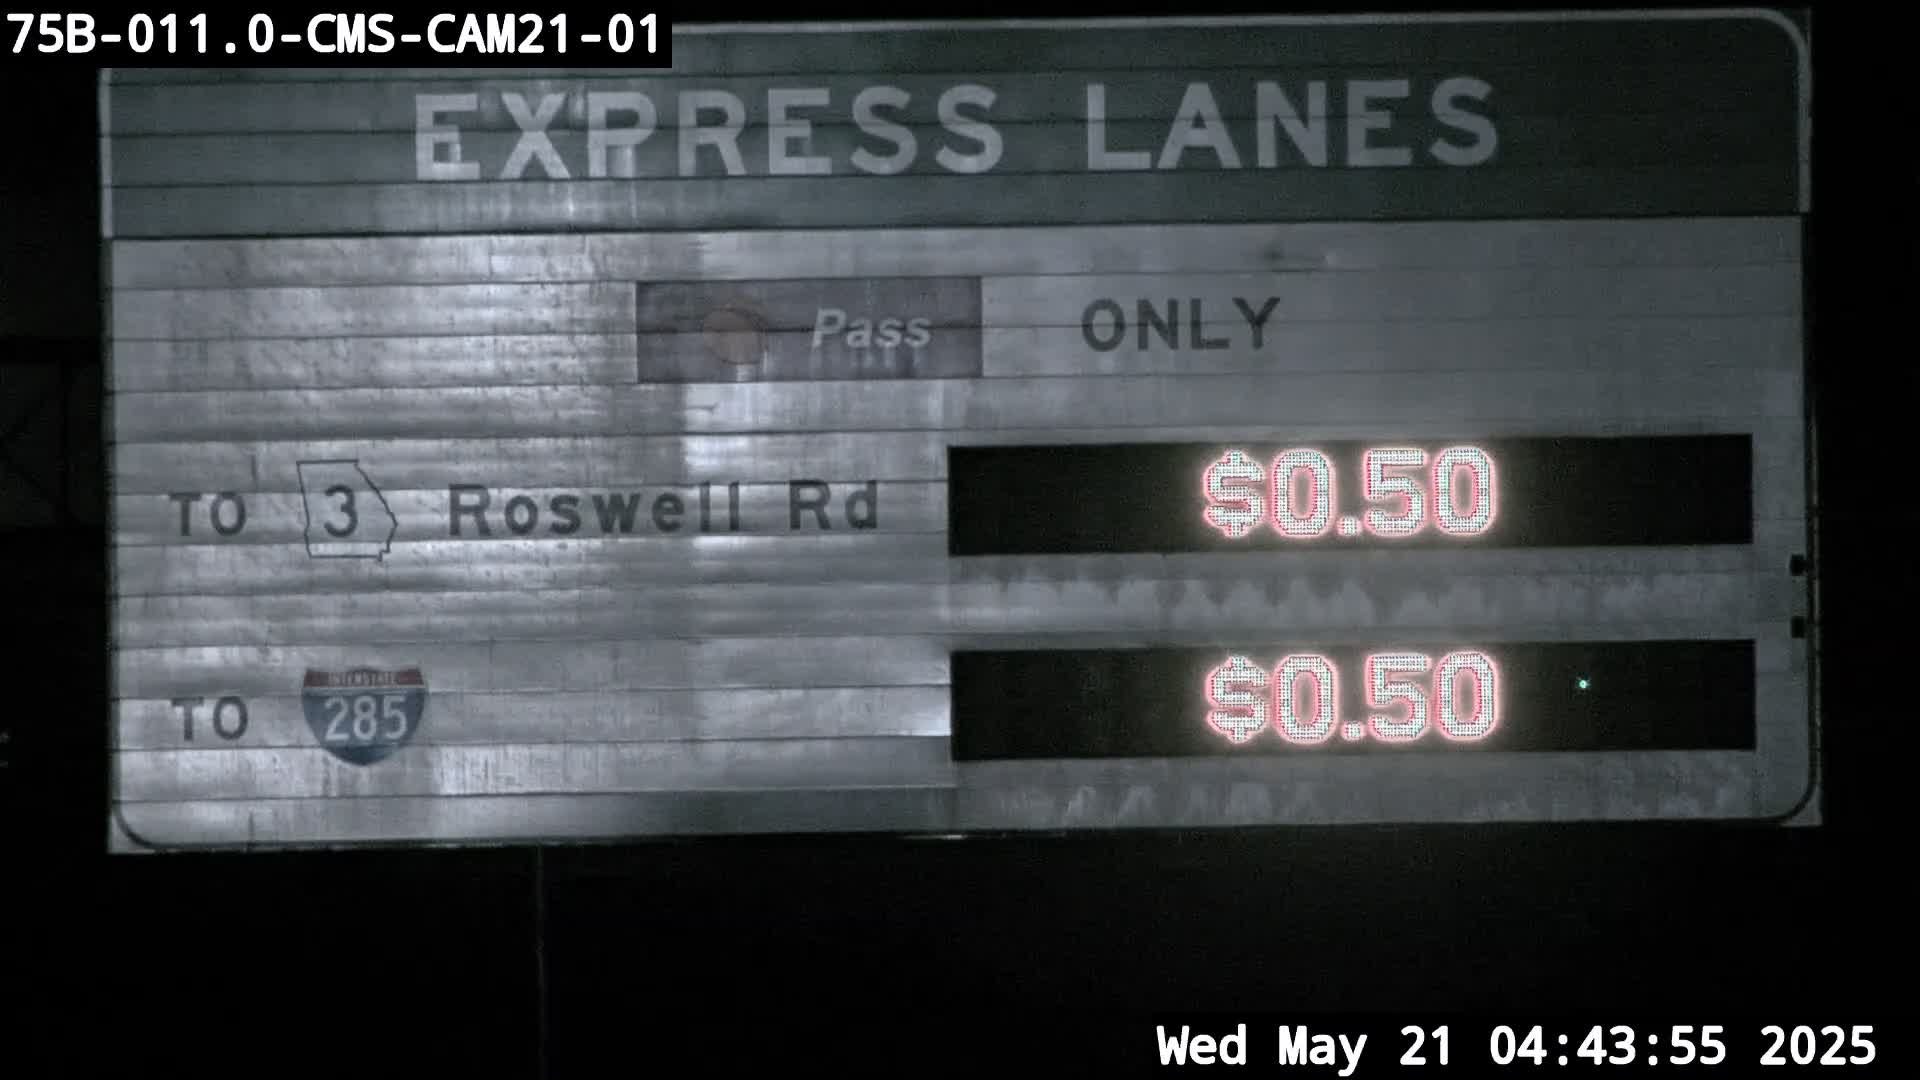 75B-011.0-CMS-CAM21-01
EXPRESS LANES
Pass ONLY
TO 3 Roswell Rd $0.50
INTERSTATE
TO 285 $0.50
Wed May 21 04:43:55 2025